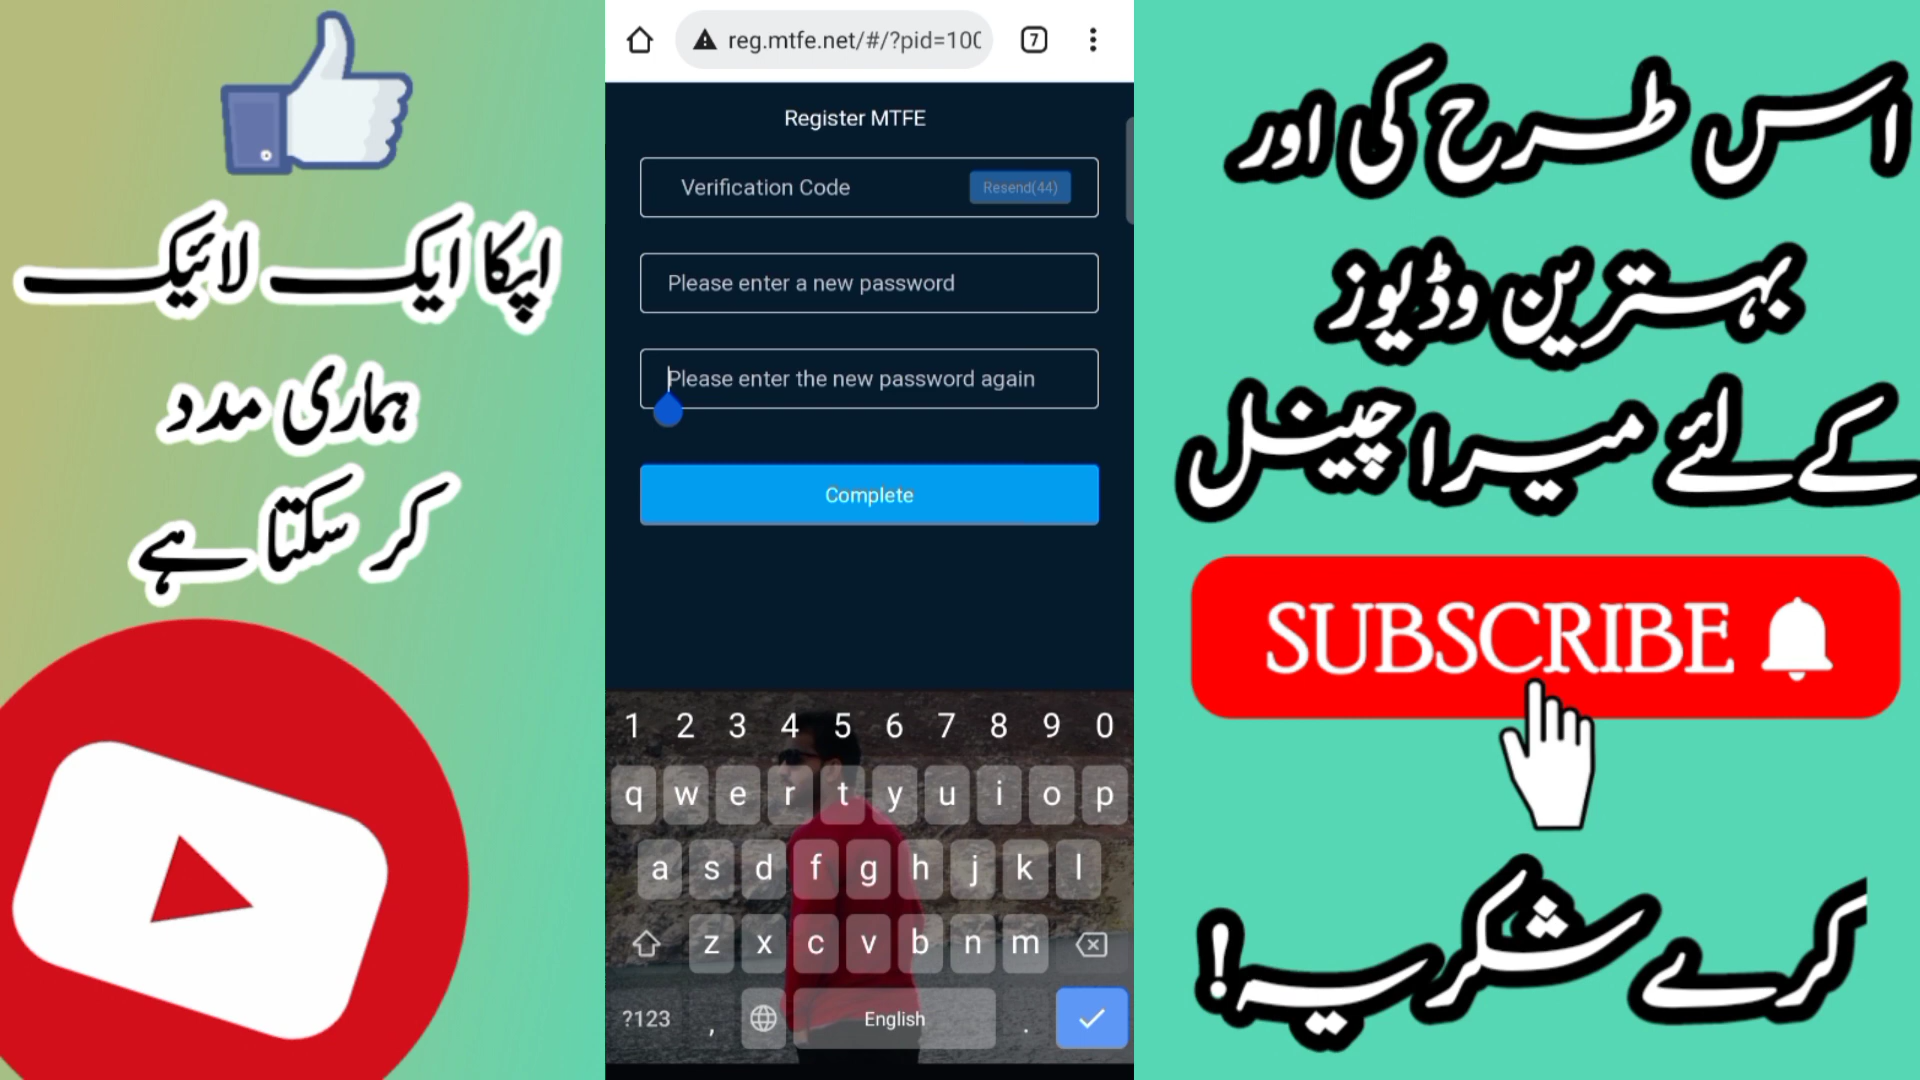 اپکا ایک لائیک
ہماری مدد
کر سکتا ہے
reg.mtfe.net/#/?pid=100
7
Register MTFE
Verification Code
Resend(44)
Please enter a new password
Please enter the new password again
Complete
1 2 3 4 5 6 7 8 9 0
q w e r t y u i o p
a s d f g h j k l
z x c v b n m
?123 , English .
اس طرح کی اور
بہترین وڈیوز
کے لئے میرا چینل
SUBSCRIBE
کرے شکریہ!